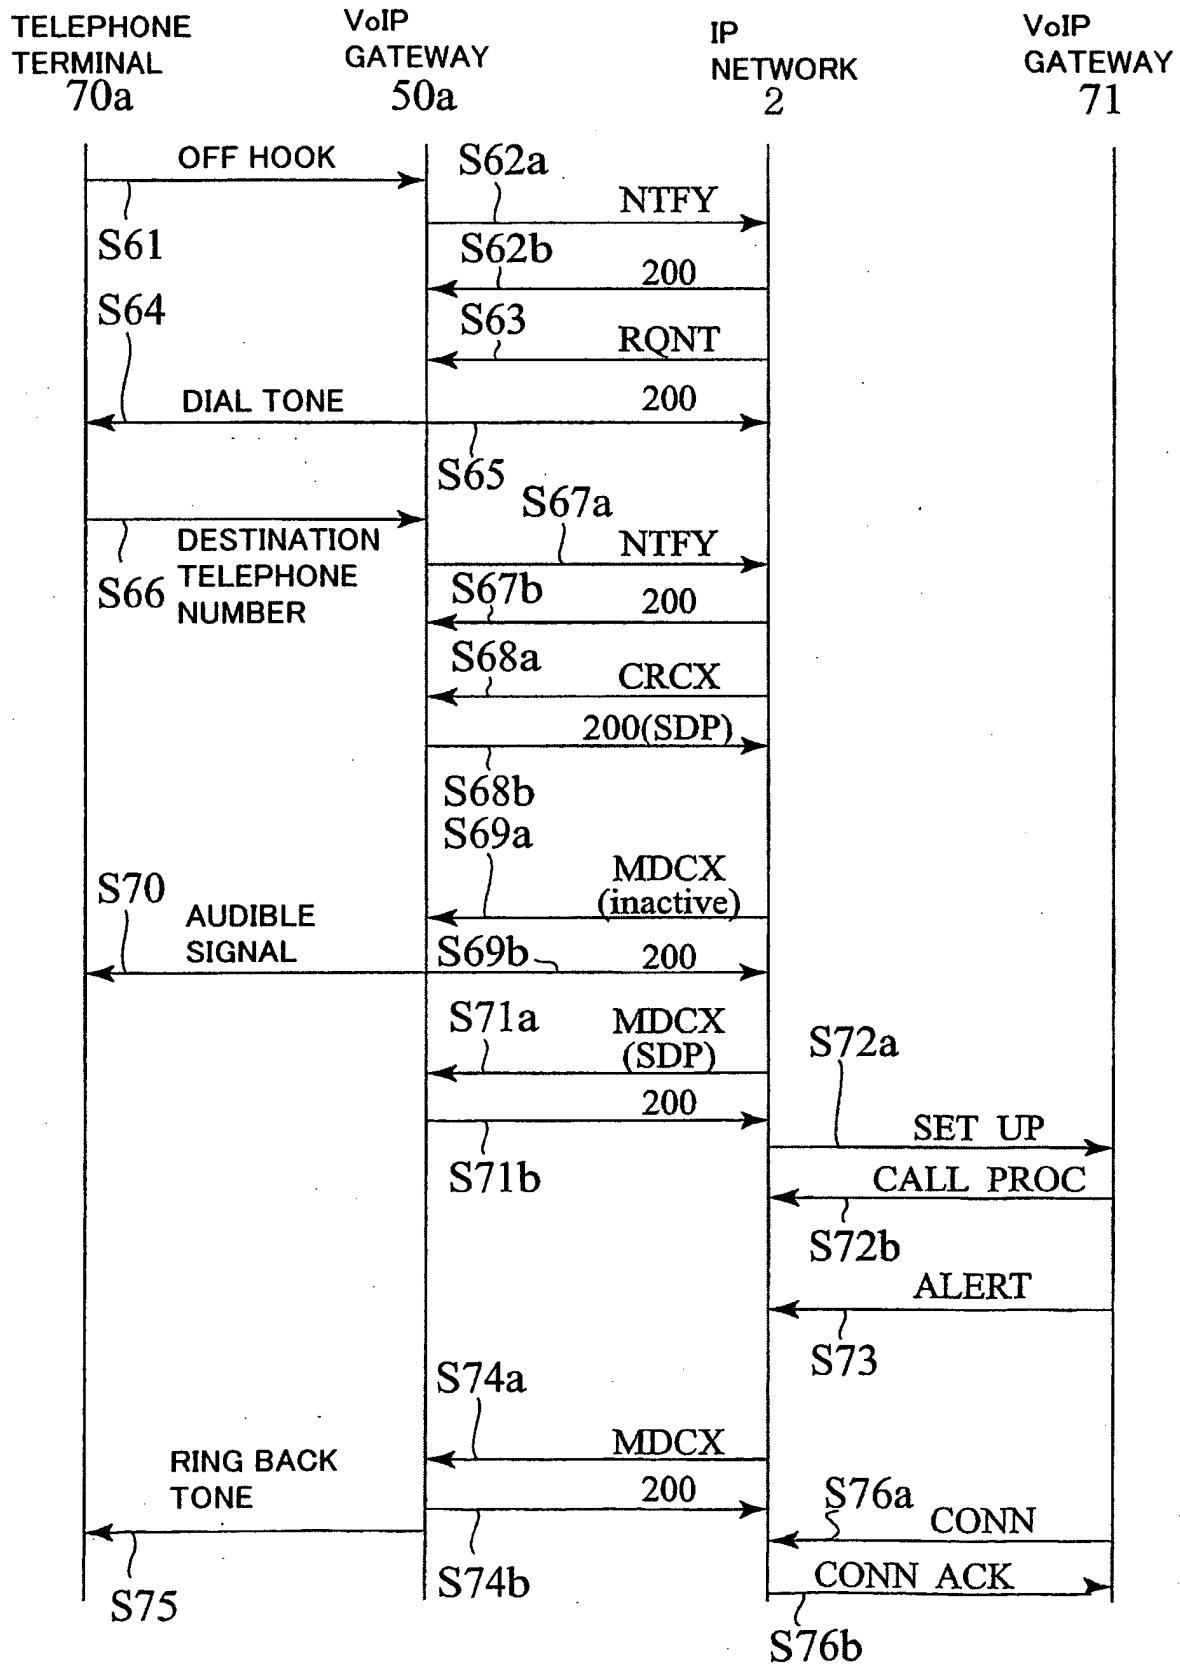 TELEPHONE
TERMINAL
70a
VoIP
GATEWAY
50a
IP
NETWORK
2
VoIP
GATEWAY
71
OFF HOOK
S61
S62a
NTFY
S62b
200
S63
RQNT
S64
DIAL TONE
200
S65
S66
DESTINATION
TELEPHONE
NUMBER
S67a
NTFY
S67b
200
S68a
CRCX
200(SDP)
S68b
S69a
MDCX
(inactive)
S70
AUDIBLE
SIGNAL
S69b
200
S71a
MDCX
(SDP)
200
S71b
S72a
SET UP
CALL PROC
S72b
ALERT
S73
S74a
MDCX
RING BACK
TONE
200
S74b
S75
S76a
CONN
CONN ACK
S76b